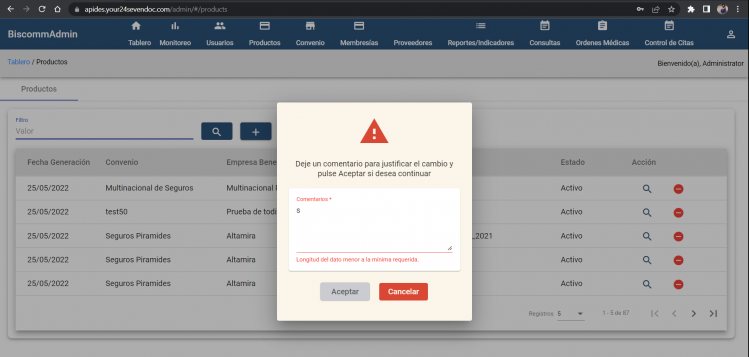 apides.your24sevendoc.com/admin/#/products
BiscommAdmin
Tablero Monitoreo Usuarios Productos Convenio Membresías Proveedores Reportes/Indicadores Consultas Ordenes Médicas Control de Citas
Tablero / Productos
Bienvenido(a), Administrator
Productos
Filtro
Valor
Fecha Generación Convenio Empresa Bene Estado Acción
25/05/2022 Multinacional de Seguros Multinacional Activo
25/05/2022 test50 Prueba de todi Activo
25/05/2022 Seguros Piramides Altamira _2021 Activo
25/05/2022 Seguros Piramides Altamira Activo
25/05/2022 Seguros Piramides Altamira Activo
Registros 5 1 - 5 de 87
Deje un comentario para justificar el cambio y
pulse Aceptar si desea continuar
Comentarios *
S
Longitud del dato menor a la mínima requerida.
Aceptar Cancelar